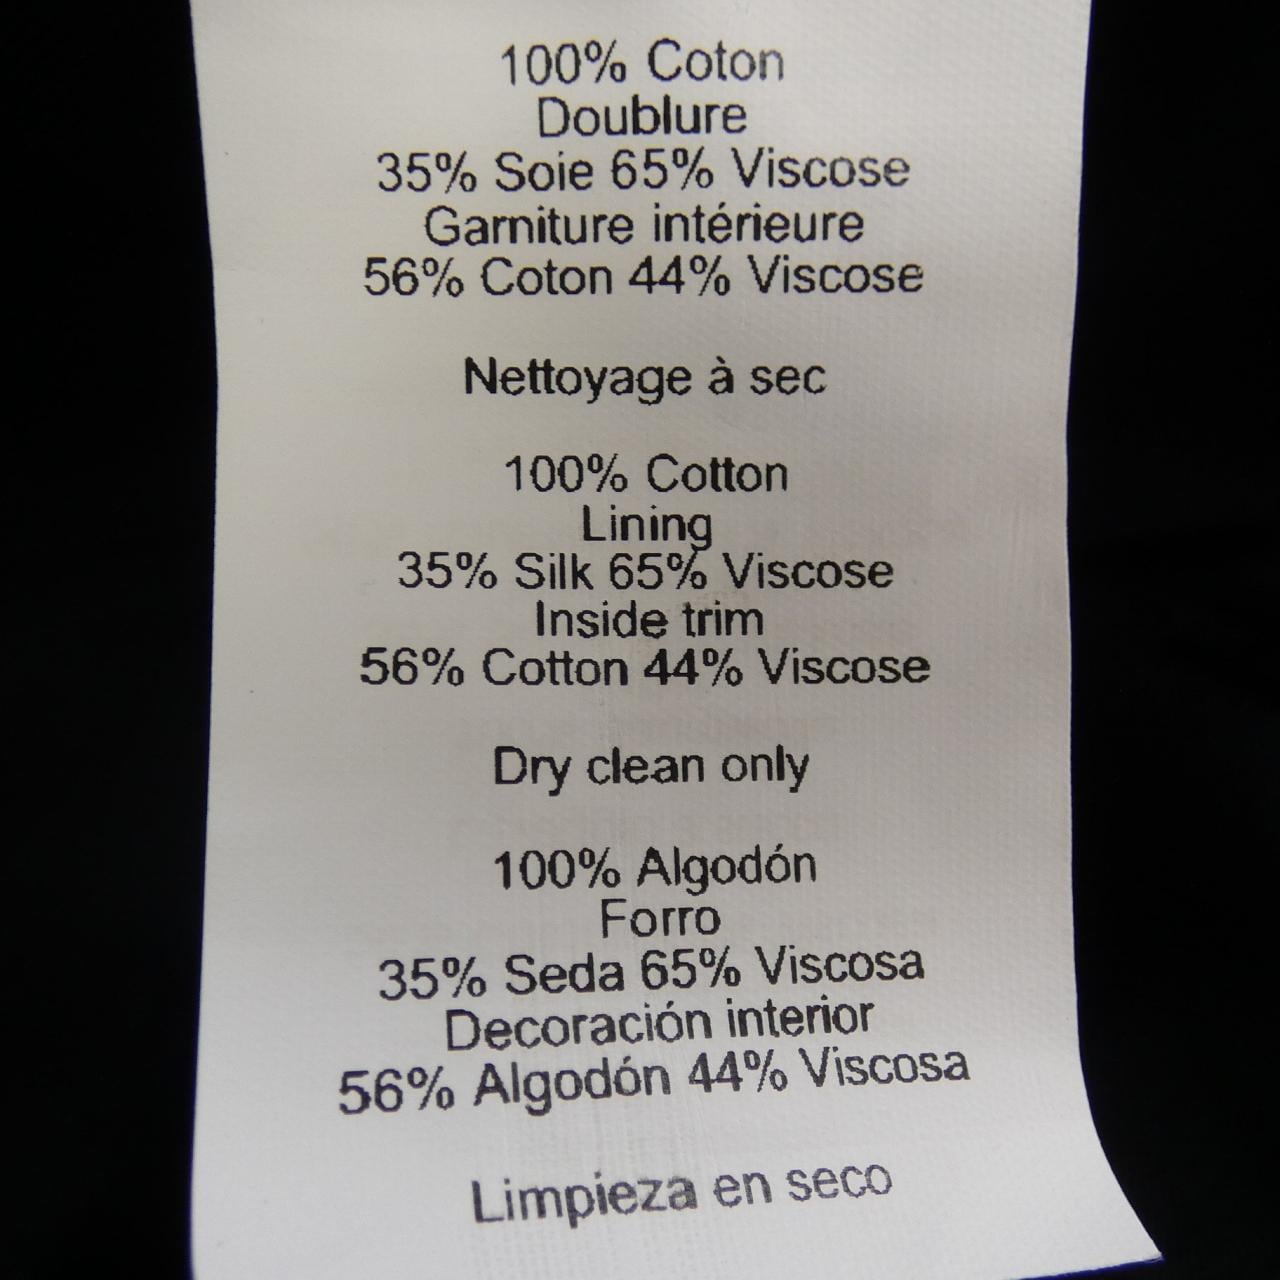 100% Coton
Doublure
35% Soie 65% Viscose
Garniture intérieure
56% Coton 44% Viscose
Nettoyage à sec
100% Cotton
Lining
35% Silk 65% Viscose
Inside trim
56% Cotton 44% Viscose
Dry clean only
100% Algodón
Forro
35% Seda 65% Viscosa
Decoración interior
56% Algodón 44% Viscosa
Limpieza en seco